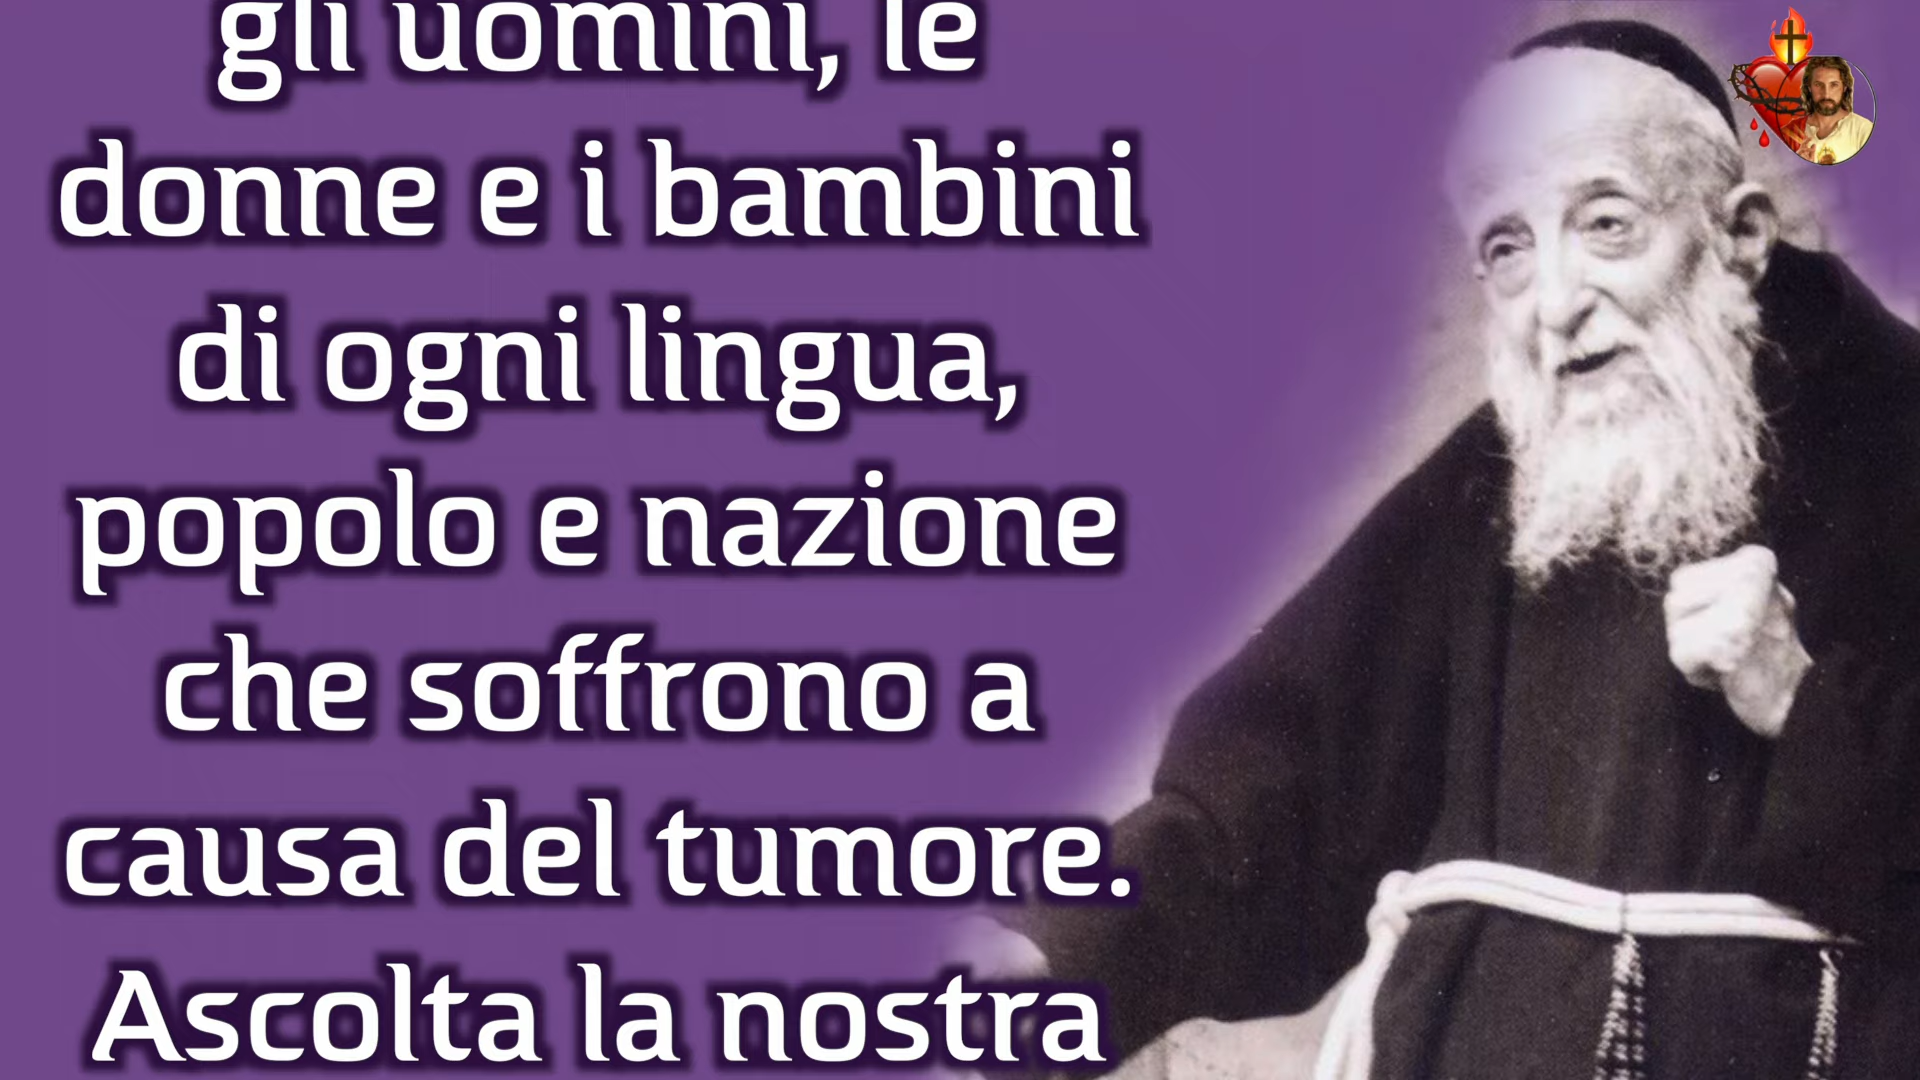 gli uomini, le
donne e i bambini
di ogni lingua,
popolo e nazione
che soffrono a
causa del tumore.
Ascolta la nostra